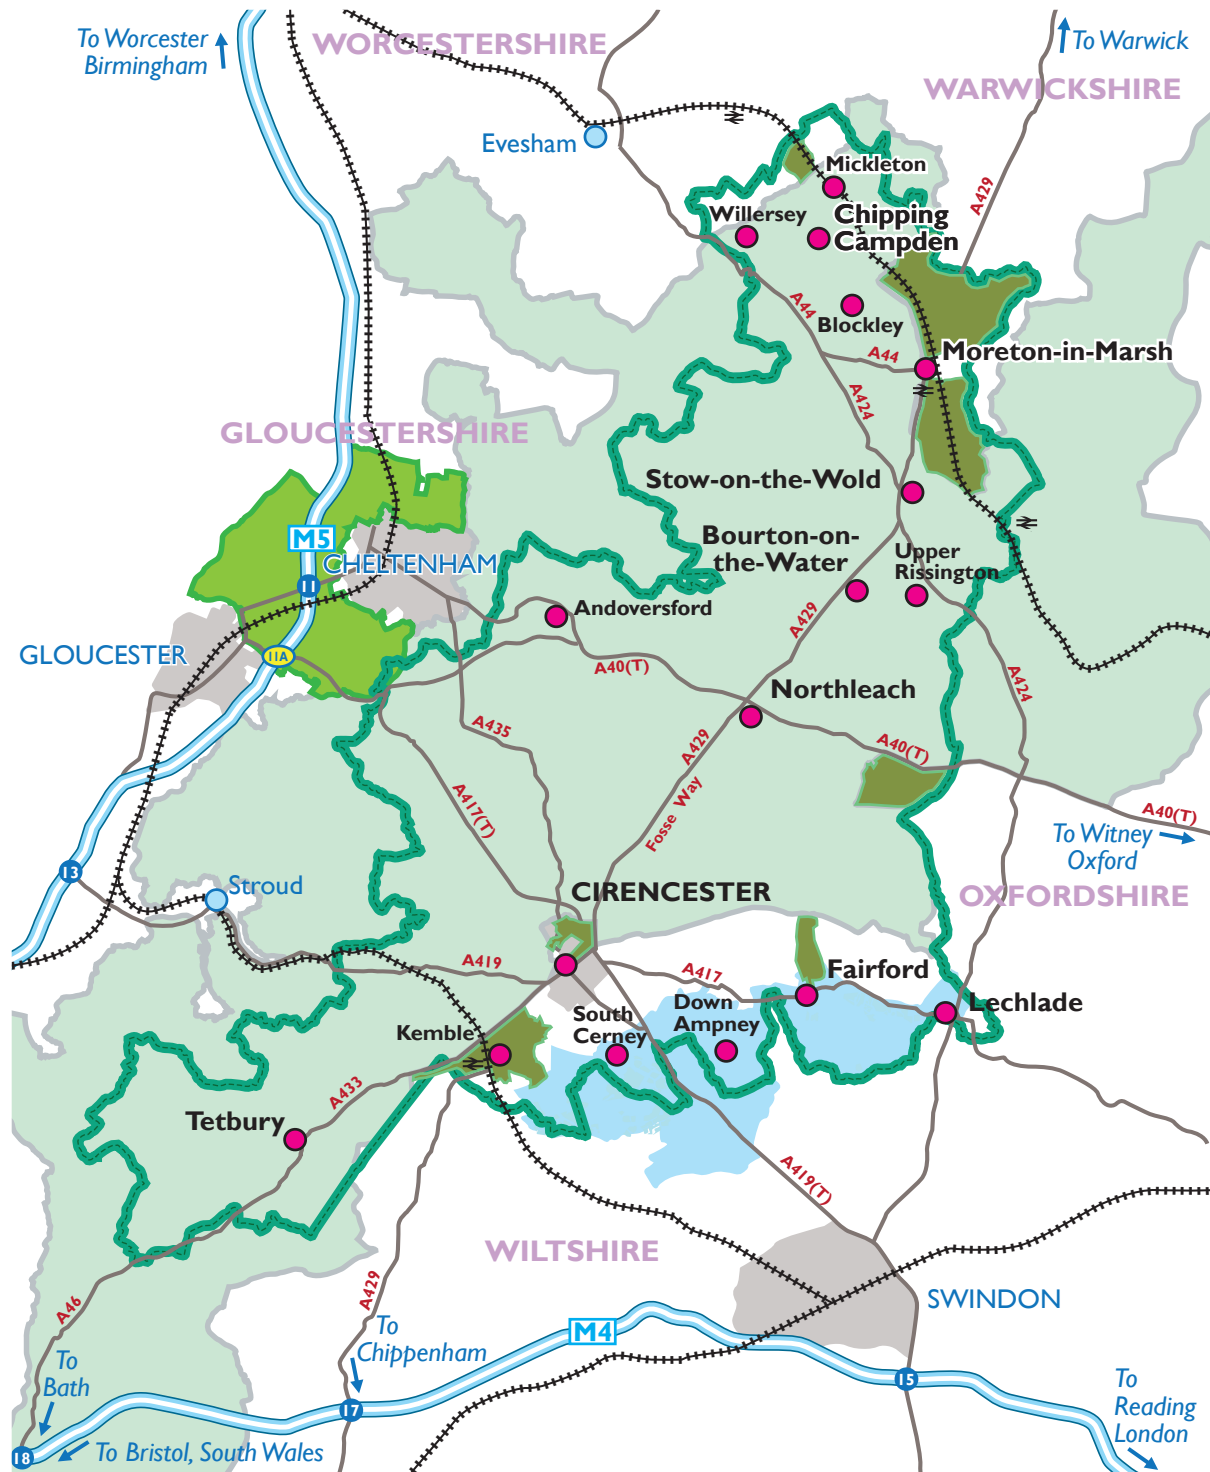 To Worcester
Birmingham
WORCESTERSHIRE
To Warwick
WARWICKSHIRE
Evesham
Mickleton
A429
Willersey
Chipping
Campden
A44
Blockley
A44
Moreton-in-Marsh
A424
GLOUCESTERSHIRE
Stow-on-the-Wold
M5
Bourton-on-
the-Water
Upper
Rissington
CHELTENHAM
11
Andoversford
A429
GLOUCESTER
11A
A40(T)
A424
Northleach
A435
A429
A40(T)
A417(T)
Fosse Way
A40(T)
To Witney
Oxford
13
Stroud
CIRENCESTER
OXFORDSHIRE
A419
A417
Fairford
Lechlade
Down
Ampney
South
Cerney
Kemble
A433
Tetbury
A419(T)
WILTSHIRE
A429
A46
SWINDON
M4
To
Chippenham
To
Bath
15
To
Reading
London
17
18
To Bristol, South Wales